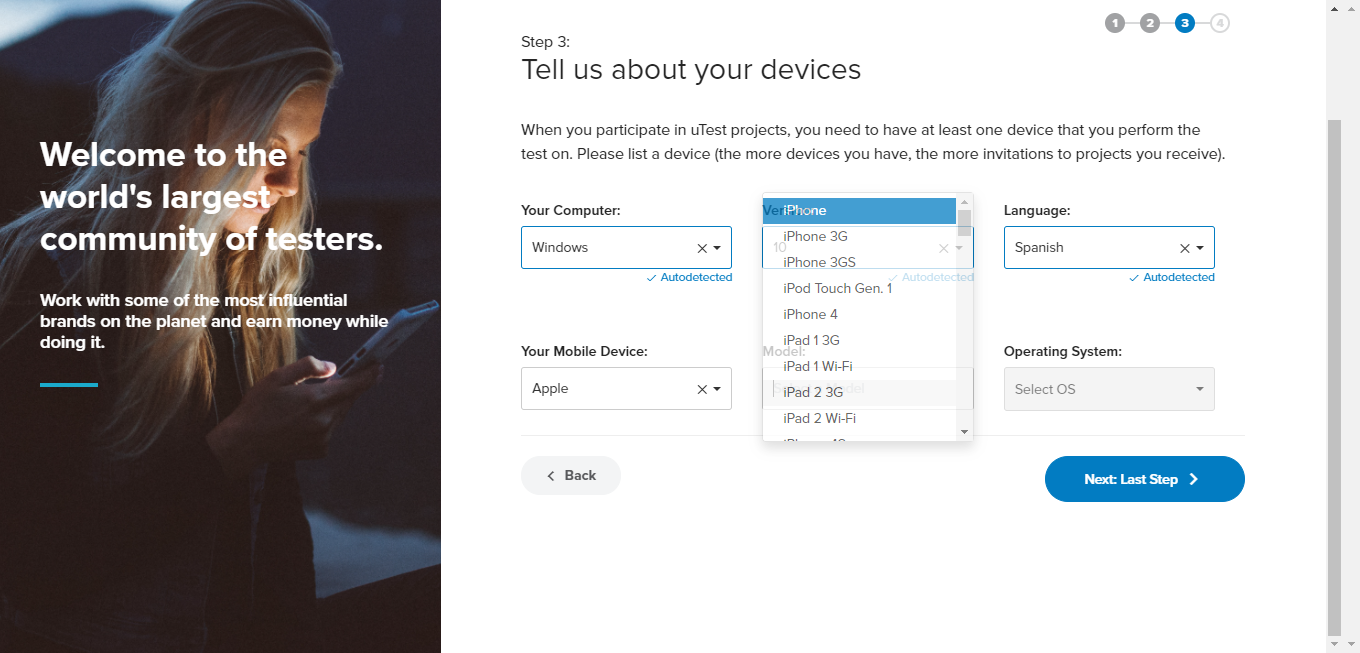 Welcome to the
world's largest
community of testers.
Work with some of the most influential
brands on the planet and earn money while
doing it.
1 2 3 4
Step 3:
Tell us about your devices
When you participate in uTest projects, you need to have at least one device that you perform the
test on. Please list a device (the more devices you have, the more invitations to projects you receive).
Your Computer:
Windows
Autodetected
10
Autodetected
Language:
Spanish
Autodetected
Your Mobile Device:
Apple
Model:
iPhone
iPhone 3G
iPhone 3GS
iPod Touch Gen. 1
iPhone 4
iPad 1 3G
iPad 1 Wi-Fi
iPad 2 3G
iPad 2 Wi-Fi
Operating System:
Select OS
Back
Next: Last Step